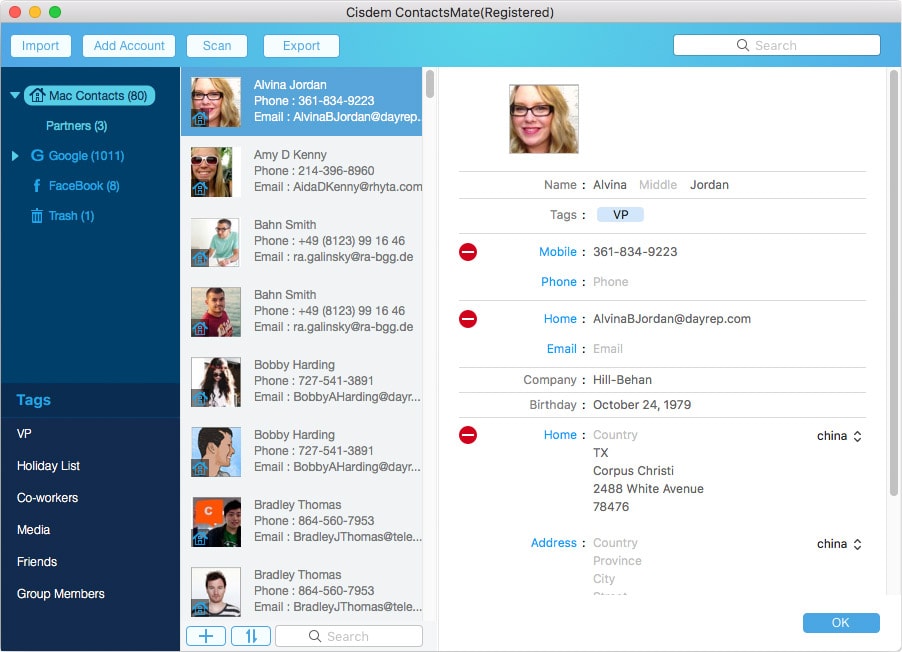 Cisdem ContactsMate(Registered)
Import
Add Account
Scan
Export
Search
Mac Contacts (80)
Partners (3)
Google (1011)
FaceBook (8)
Trash (1)
Tags
VP
Holiday List
Co-workers
Media
Friends
Group Members
Alvina Jordan
Phone : 361-834-9223
Email : AlvinaBJordan@dayrep.
Amy D Kenny
Phone : 214-396-8960
Email : AidaDKenny@rhyta.com
Bahn Smith
Phone : +49 (8123) 99 16 46
Email : ra.galinsky@ra-bgg.de
Bahn Smith
Phone : +49 (8123) 99 16 46
Email : ra.galinsky@ra-bgg.de
Bobby Harding
Phone : 727-541-3891
Email : BobbyAHarding@dayr...
Bobby Harding
Phone : 727-541-3891
Email : BobbyAHarding@dayr...
C
Bradley Thomas
Phone : 864-560-7953
Email : BradleyJThomas@tele...
Bradley Thomas
Phone : 864-560-7953
Email : BradleyJThomas@tele...
Search
Name : Alvina Middle Jordan
Tags : VP
Mobile : 361-834-9223
Phone : Phone
Home : AlvinaBJordan@dayrep.com
Email : Email
Company : Hill-Behan
Birthday : October 24, 1979
Home : Country china
TX
Corpus Christi
2488 White Avenue
78476
Address : Country china
Province
City
OK